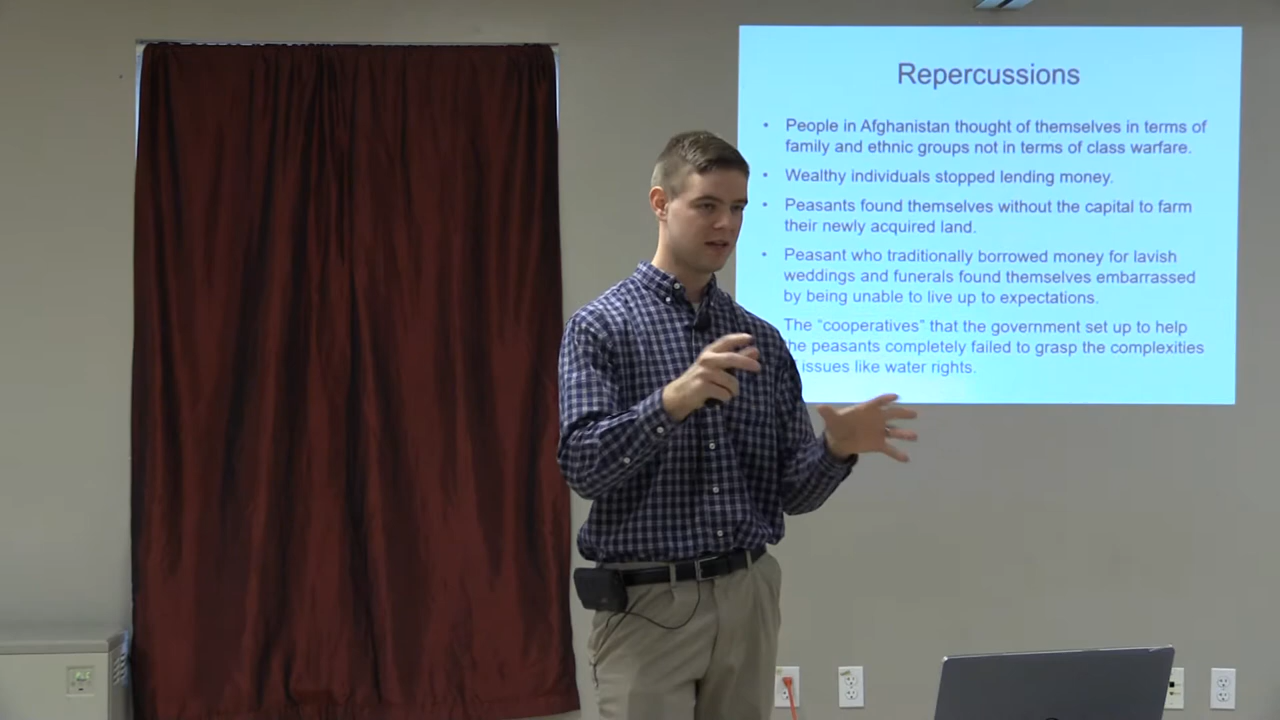 Repercussions
• People in Afghanistan thought of themselves in terms of
family and ethnic groups not in terms of class warfare.
• Wealthy individuals stopped lending money.
• Peasants found themselves without the capital to farm
their newly acquired land.
• Peasant who traditionally borrowed money for lavish
weddings and funerals found themselves embarrassed
by being unable to live up to expectations.
The “cooperatives” that the government set up to help
the peasants completely failed to grasp the complexities
issues like water rights.